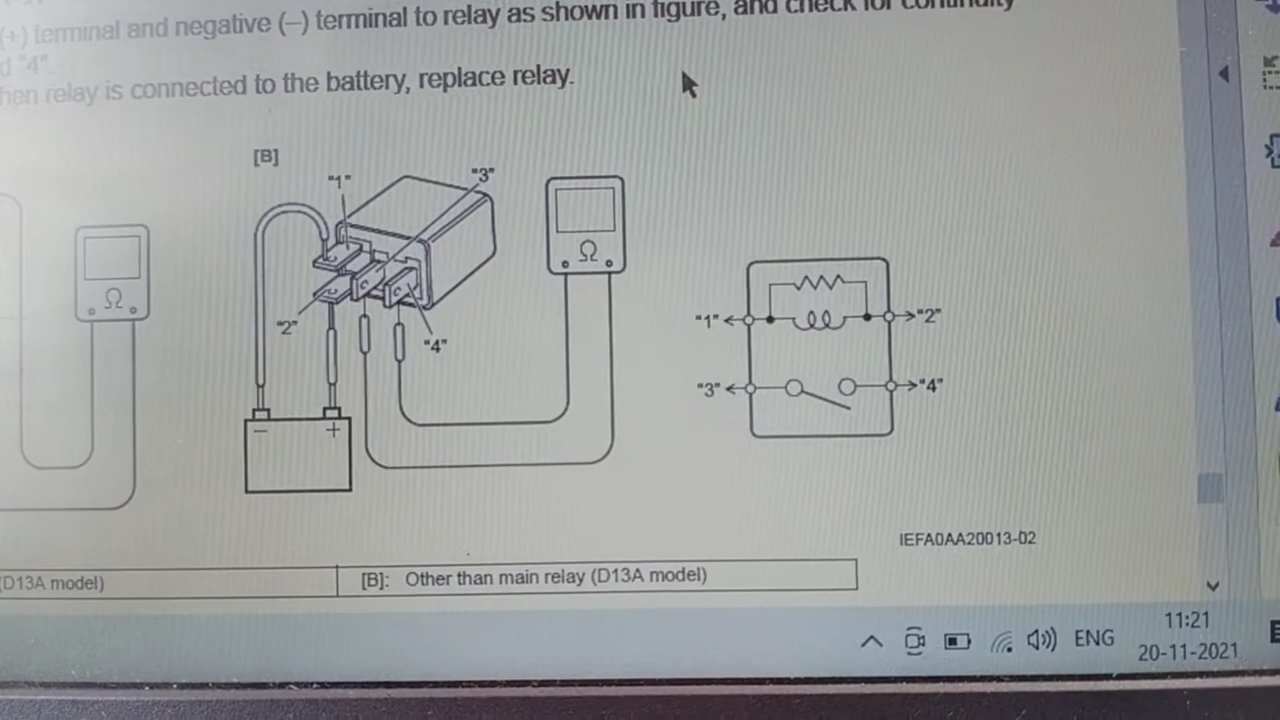 (+) terminal and negative (–) terminal to relay as shown in figure, and check for continuity
d "4".
hen relay is connected to the battery, replace relay.
[B]
"1"
"3"
Ω
Ω
"2"
"4"
"1"
"2"
"3"
"4"
– +
IEFA0AA20013-02
(D13A model)
[B]: Other than main relay (D13A model)
11:21
ENG
20-11-2021